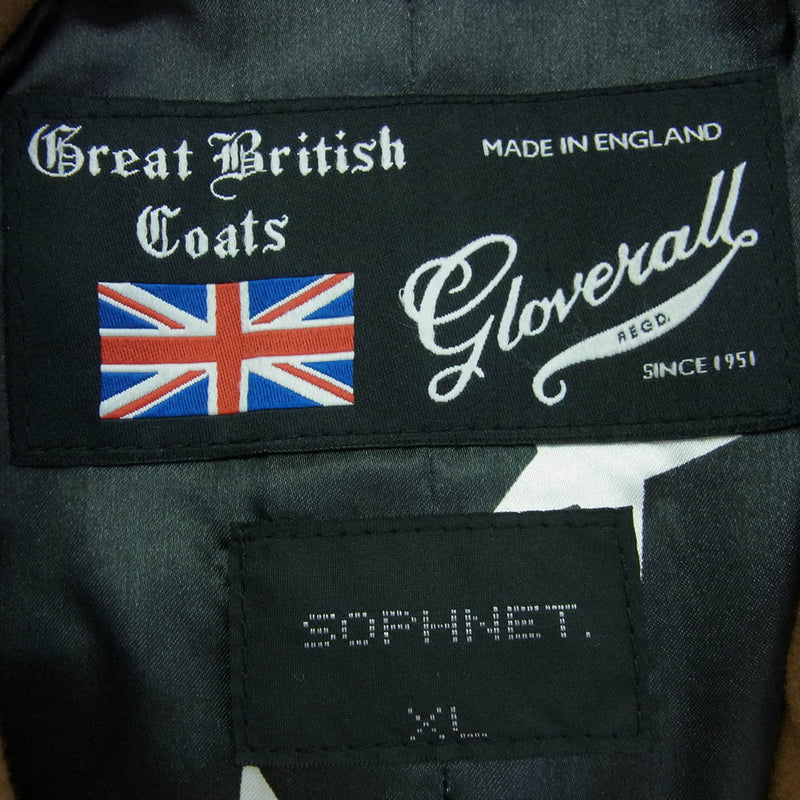 Great British
Coats
MADE IN ENGLAND
Gloverall
REGD.
SINCE 1951
SOPHNET.
XL